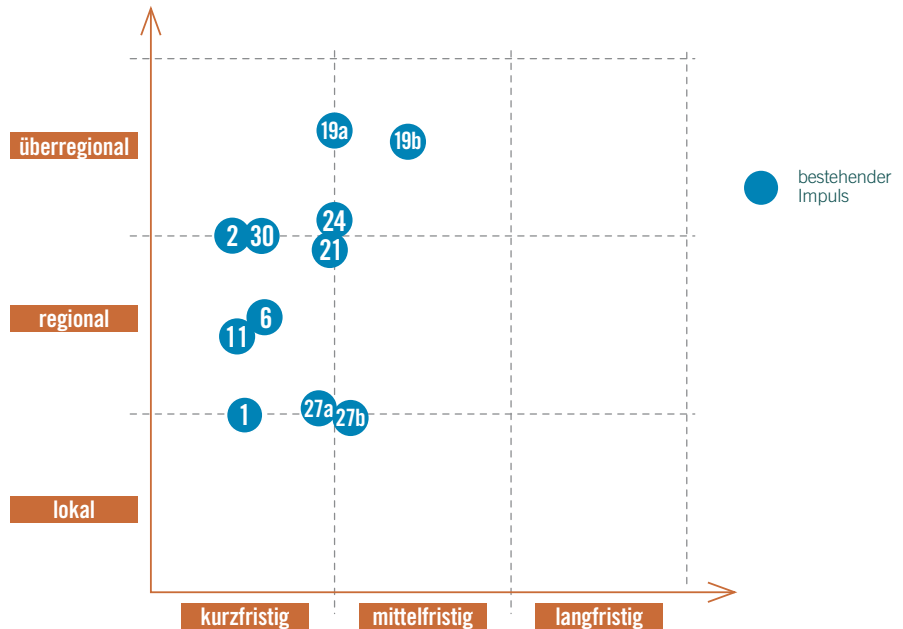 19a
überregional
19b
bestehender
Impuls
24
2
30
21
regional
6
11
27a
1
27b
lokal
kurzfristig
mittelfristig
langfristig